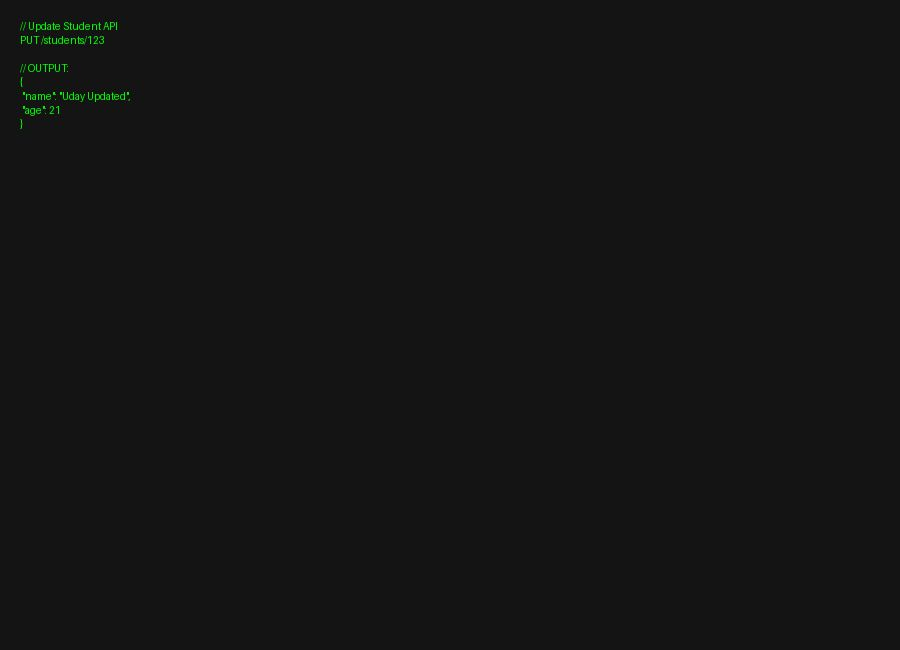 // Update Student API
PUT /students/123

// OUTPUT:
{
 "name": "Uday Updated",
 "age": 21
}